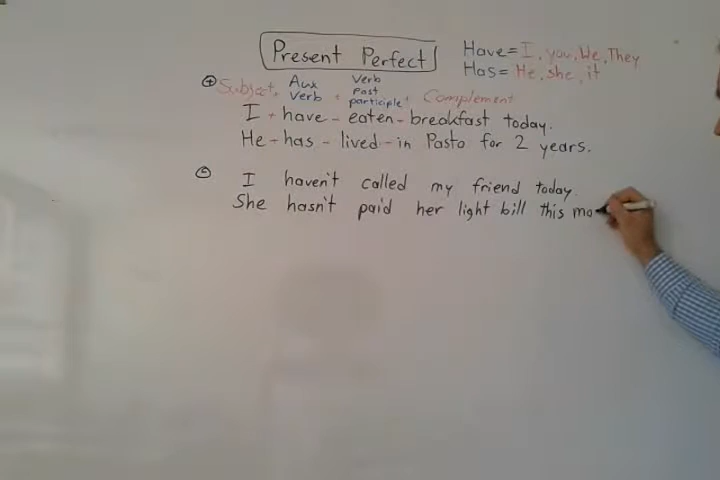 Present Perfect
Have = I, you, We, They
Has = He, she, it
+ Subject + Aux Verb + Verb Past participle + Complement
I + have - eaten - breakfast today.
He - has - lived - in Pasto for 2 years.
- I haven't called my friend today.
She hasn't paid her light bill this mo